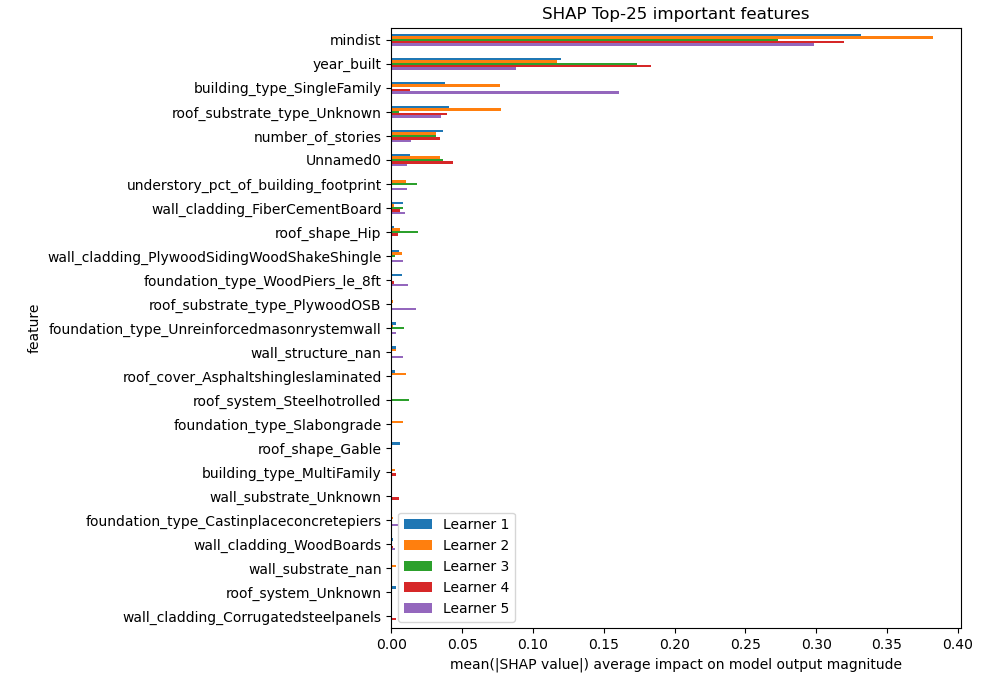 SHAP Top-25 important features
mindist
year_built
building_type_SingleFamily
roof_substrate_type_Unknown
number_of_stories
Unnamed0
understory_pct_of_building_footprint
wall_cladding_FiberCementBoard
roof_shape_Hip
wall_cladding_PlywoodSidingWoodShakeShingle
foundation_type_WoodPiers_le_8ft
roof_substrate_type_PlywoodOSB
foundation_type_Unreinforcedmasonrystemwall
wall_structure_nan
roof_cover_Asphaltshingleslaminated
roof_system_Steelhotrolled
foundation_type_Slabongrade
roof_shape_Gable
building_type_MultiFamily
wall_substrate_Unknown
foundation_type_Castinplaceconcretepiers
wall_cladding_WoodBoards
wall_substrate_nan
roof_system_Unknown
wall_cladding_Corrugatedsteelpanels
feature
Learner 1
Learner 2
Learner 3
Learner 4
Learner 5
0.00 0.05 0.10 0.15 0.20 0.25 0.30 0.35 0.40
mean(|SHAP value|) average impact on model output magnitude